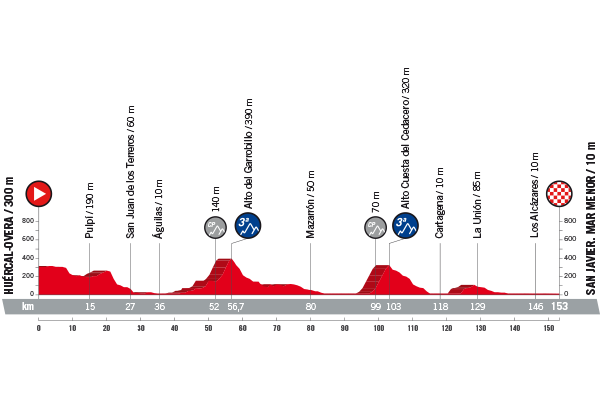 HUÉRCAL-OVERA / 300 m
Pulpí / 190 m
San Juan de los Terreros / 60 m
Águilas / 10 m
140 m
CP
Alto del Garrobillo / 390 m
3ª
Mazarrón / 50 m
70 m
CP
Alto Cuesta del Cedacero / 320 m
3ª
Cartagena / 10 m
La Unión / 85 m
Los Alcázares / 10 m
SAN JAVIER. MAR MENOR / 10 m
800
600
400
200
0
800
600
400
200
0
km 15 27 36 52 56,7 80 99 103 118 129 146 153
0 10 20 30 40 50 60 70 80 90 100 110 120 130 140 150